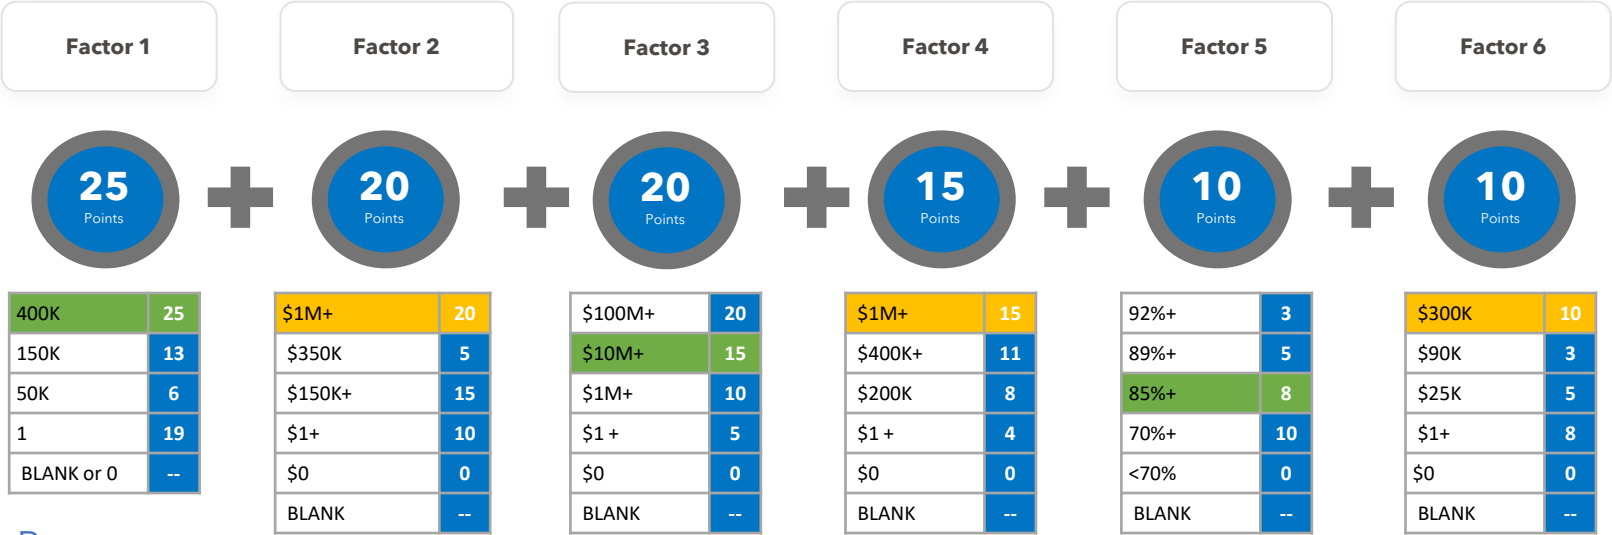 Factor 1 Factor 2 Factor 3 Factor 4 Factor 5 Factor 6
25 20 20 15 10 10
Points Points Points Points Points Points
400K 25 $1M+ 20 $100M+ 20 $1M+ 15 92%+ 3 $300K 10
150K 13 $350K 5 $10M+ 15 $400K+ 11 89%+ 5 $90K 3
50K 6 $150K+ 15 $1M+ 10 $200K 8 85%+ 8 $25K 5
1 19 $1+ 10 $1 + 5 $1 + 4 70%+ 10 $1+ 8
BLANK or 0 -- $0 0 $0 0 $0 0 <70% 0 $0 0
BLANK -- BLANK -- BLANK -- BLANK -- BLANK --